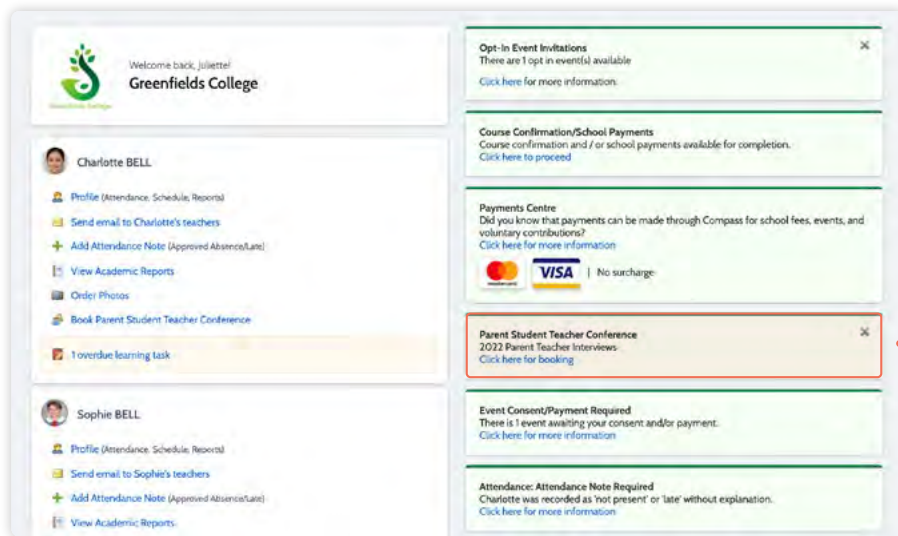 Welcome back, Juliette!
Greenfields College
Greenfields College
Charlotte BELL
Profile (Attendance, Schedule, Reports)
Send email to Charlotte's teachers
Add Attendance Note (Approved Absence/Late)
View Academic Reports
Order Photos
Book Parent Student Teacher Conference
1 overdue learning task
Sophie BELL
Profile (Attendance, Schedule, Reports)
Send email to Sophie's teachers
Add Attendance Note (Approved Absence/Late)
View Academic Reports
Opt-In Event Invitations
There are 1 opt in event(s) available
Click here for more information.
Course Confirmation/School Payments
Course confirmation and / or school payments available for completion.
Click here to proceed
Payments Centre
Did you know that payments can be made through Compass for school fees, events, and
voluntary contributions?
Click here for more information
mastercard
VISA | No surcharge
Parent Student Teacher Conference
2022 Parent Teacher Interviews
Click here for booking
Event Consent/Payment Required
There is 1 event awaiting your consent and/or payment.
Click here for more information
Attendance: Attendance Note Required
Charlotte was recorded as 'not present' or 'late' without explanation.
Click here for more information